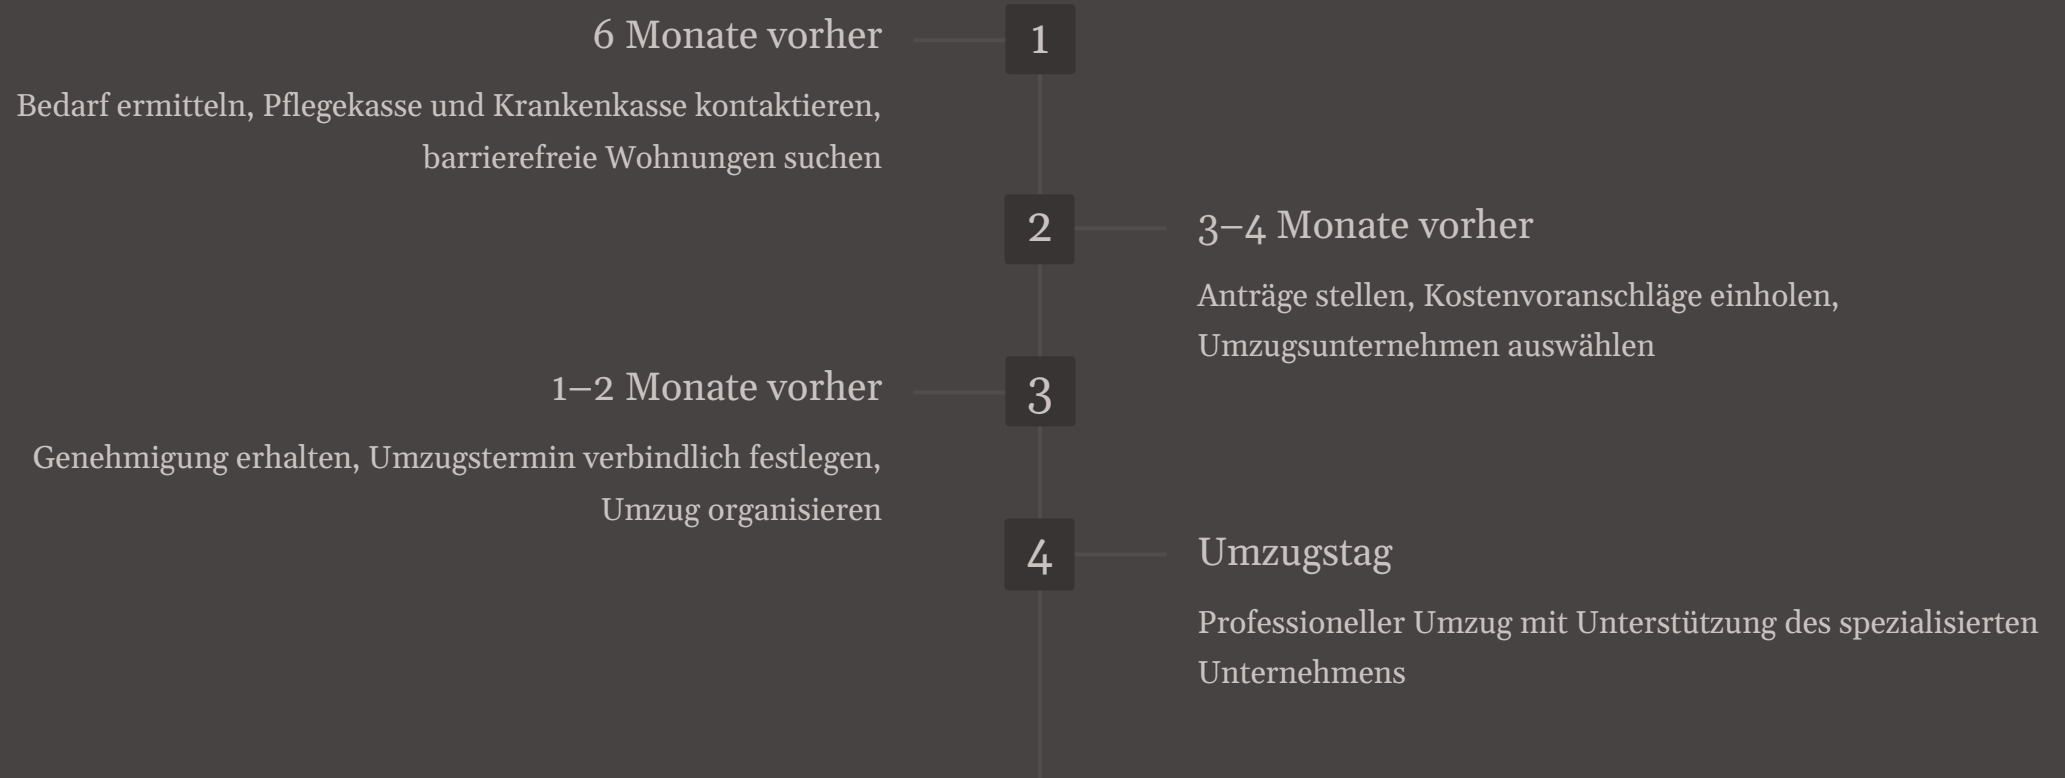 6 Monate vorher
1
Bedarf ermitteln, Pflegekasse und Krankenkasse kontaktieren,
barrierefreie Wohnungen suchen
2
3–4 Monate vorher
Anträge stellen, Kostenvoranschläge einholen,
Umzugsunternehmen auswählen
1–2 Monate vorher
3
Genehmigung erhalten, Umzugstermin verbindlich festlegen,
Umzug organisieren
4
Umzugstag
Professioneller Umzug mit Unterstützung des spezialisierten
Unternehmens